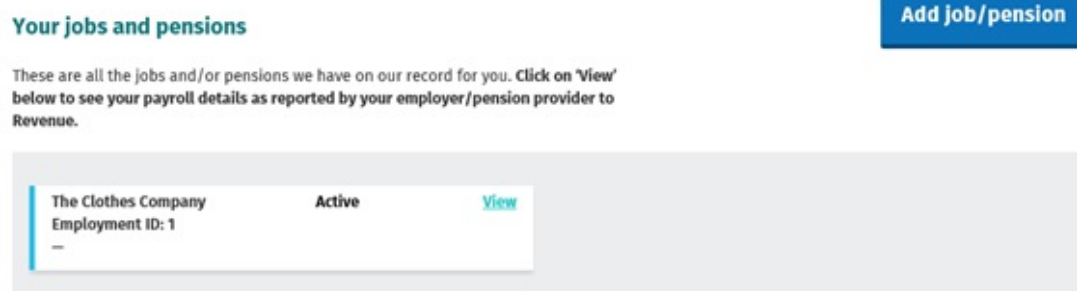 Your jobs and pensions
Add job/pension
These are all the jobs and/or pensions we have on our record for you. Click on 'View'
below to see your payroll details as reported by your employer/pension provider to
Revenue.
The Clothes Company Active View
Employment ID: 1
—